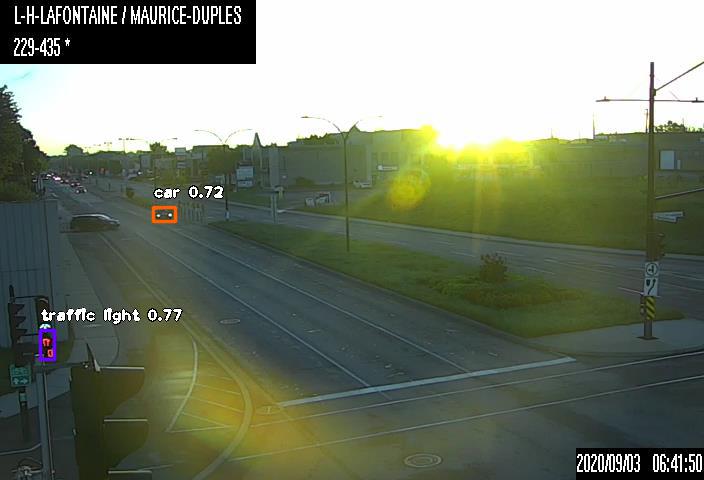 L-H-LAFONTAINE / MAURICE-DUPLES
229-435 *
car 0.72
traffic light 0.77
2020/09/03 06:41:50